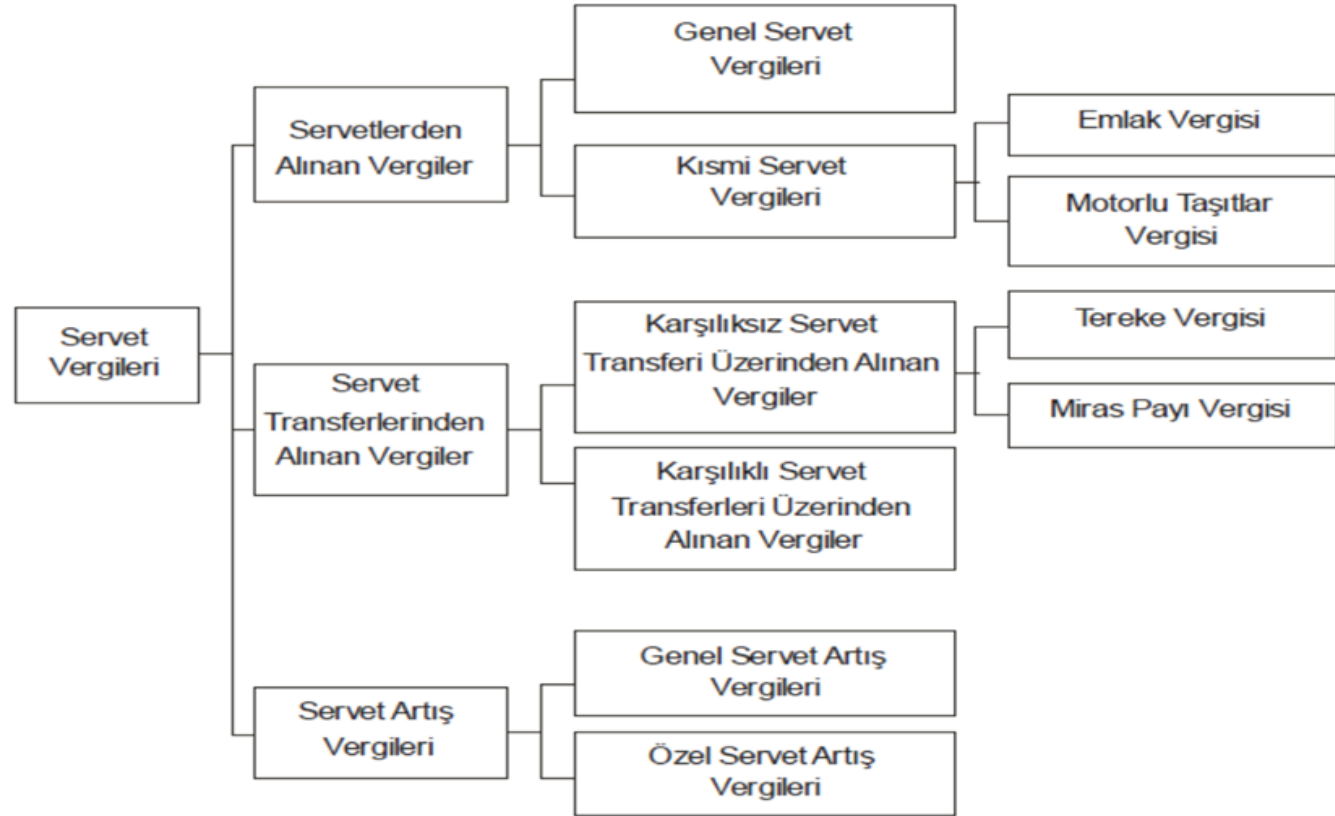 Servet
Vergileri
Servetlerden
Alınan Vergiler
Genel Servet
Vergileri
Kısmi Servet
Vergileri
Emlak Vergisi
Motorlu Taşıtlar
Vergisi
Servet
Transferlerinden
Alınan Vergiler
Karşılıksız Servet
Transferi Üzerinden Alınan
Vergiler
Tereke Vergisi
Miras Payı Vergisi
Karşılıklı Servet
Transferleri Üzerinden
Alınan Vergiler
Servet Artış
Vergileri
Genel Servet Artış
Vergileri
Özel Servet Artış
Vergileri